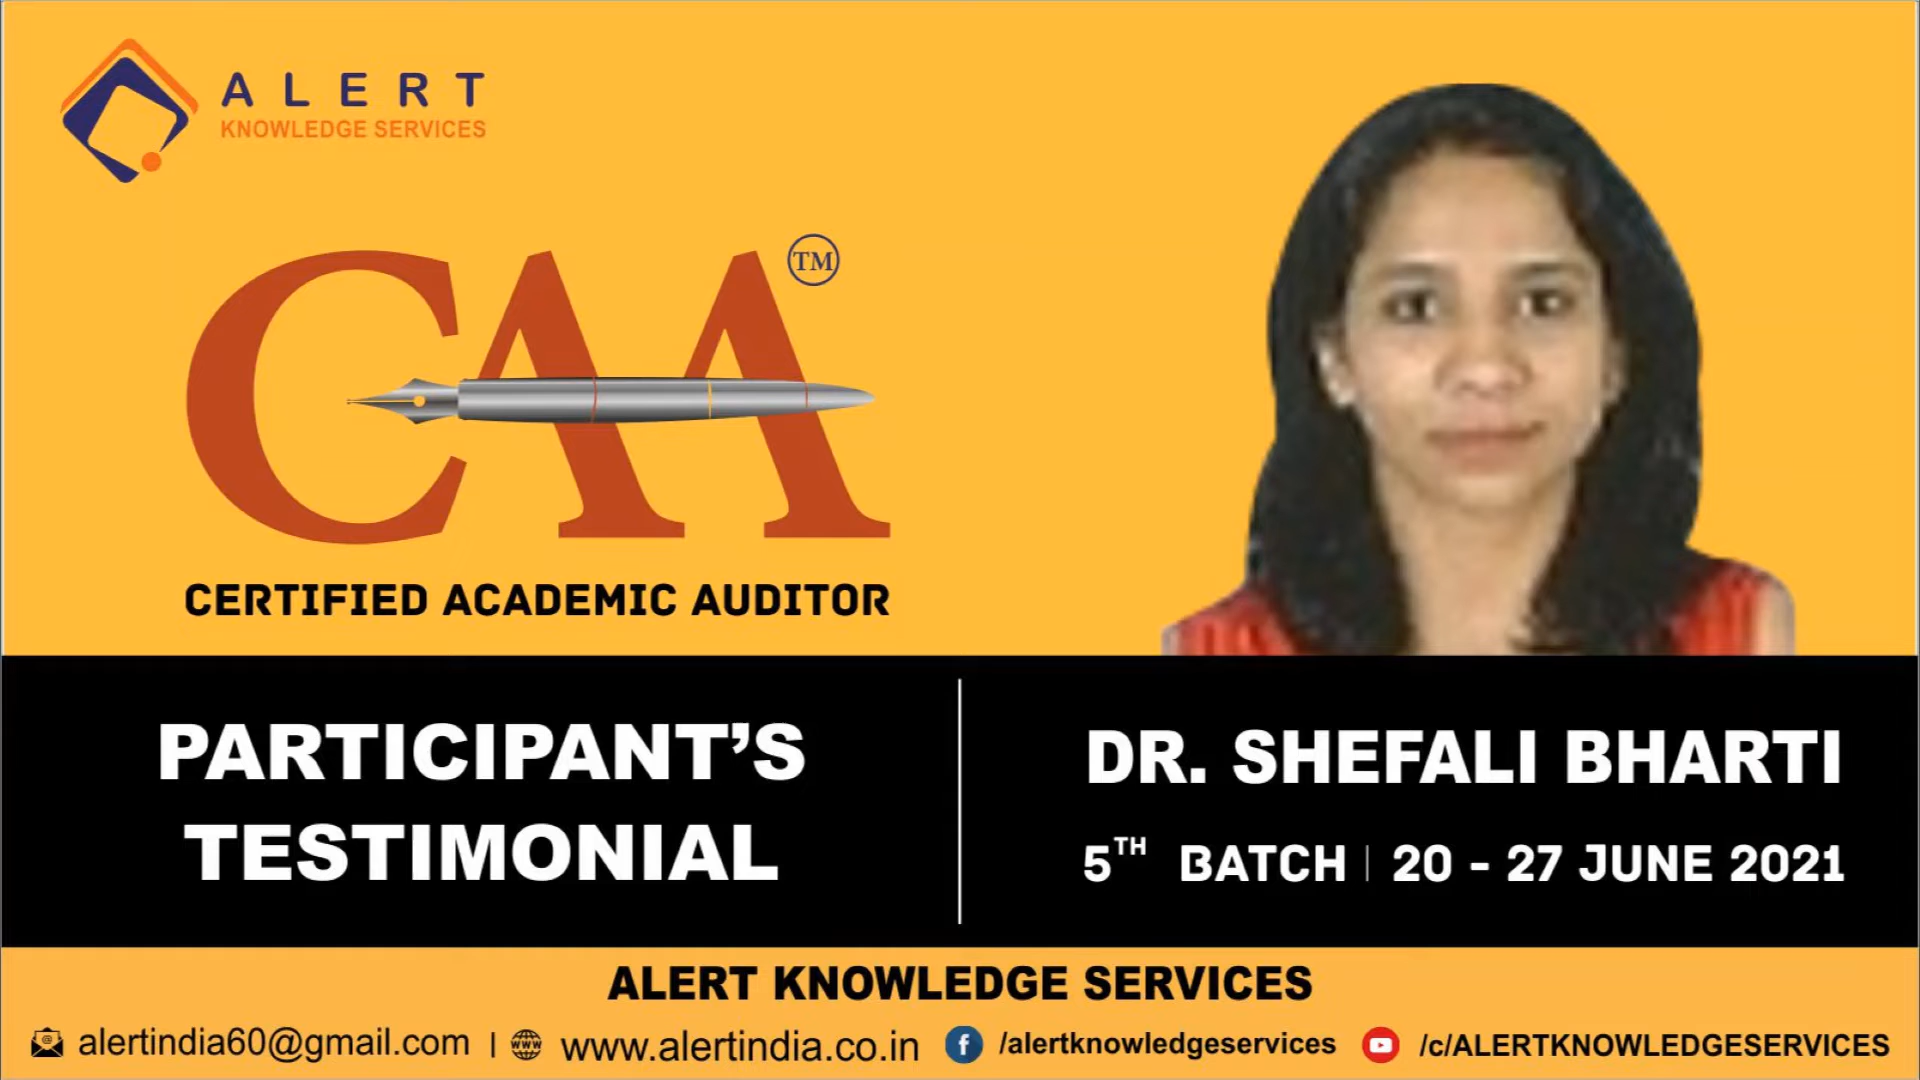 ALERT
KNOWLEDGE SERVICES
CAA TM
CERTIFIED ACADEMIC AUDITOR
PARTICIPANT'S
TESTIMONIAL
DR. SHEFALI BHARTI
5TH BATCH | 20 - 27 JUNE 2021
ALERT KNOWLEDGE SERVICES
alertindia60@gmail.com | www.alertindia.co.in /alertknowledgeservices /c/ALERTKNOWLEDGESERVICES